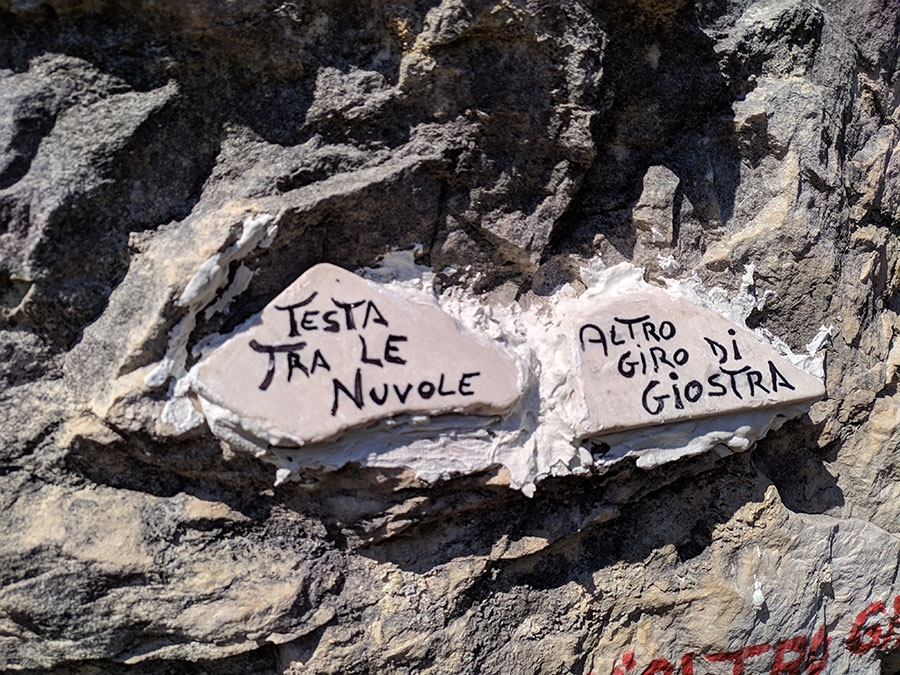 TESTA
TRA LE
NUVOLE
ALTRO
GIRO DI
GIOSTRA